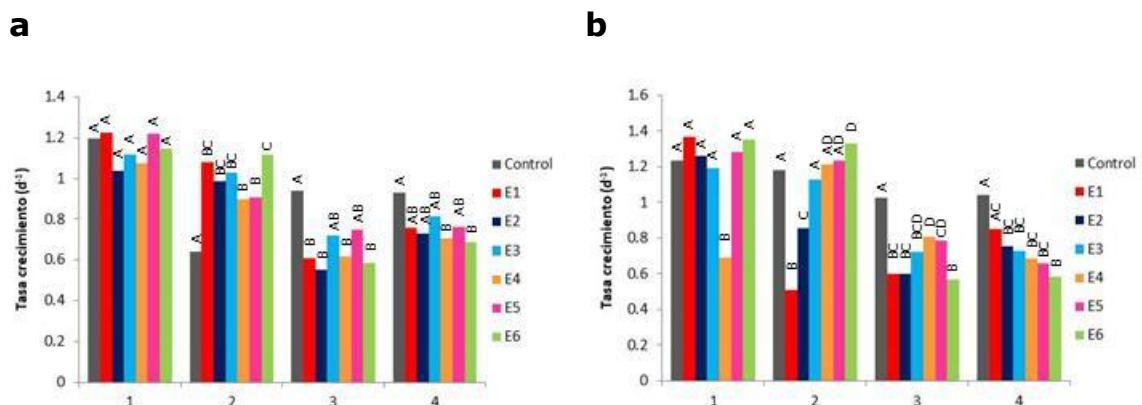 a
b
Tasa crecimiento (d⁻¹)
1.4
1.2
1
0.8
0.6
0.4
0.2
0
A A A A A A A
A BC BC BC B B C
A B B AB B AB B
A AB AB AB B AB B
1 2 3 4
Control
E1
E2
E3
E4
E5
E6
Tasa crecimiento (d⁻¹)
1.6
1.4
1.2
1
0.8
0.6
0.4
0.2
0
A A A A B A A
A B C A AD AD D
A BC BC BCD D CD B
A AC BC BC BC BC B
1 2 3 4
Control
E1
E2
E3
E4
E5
E6